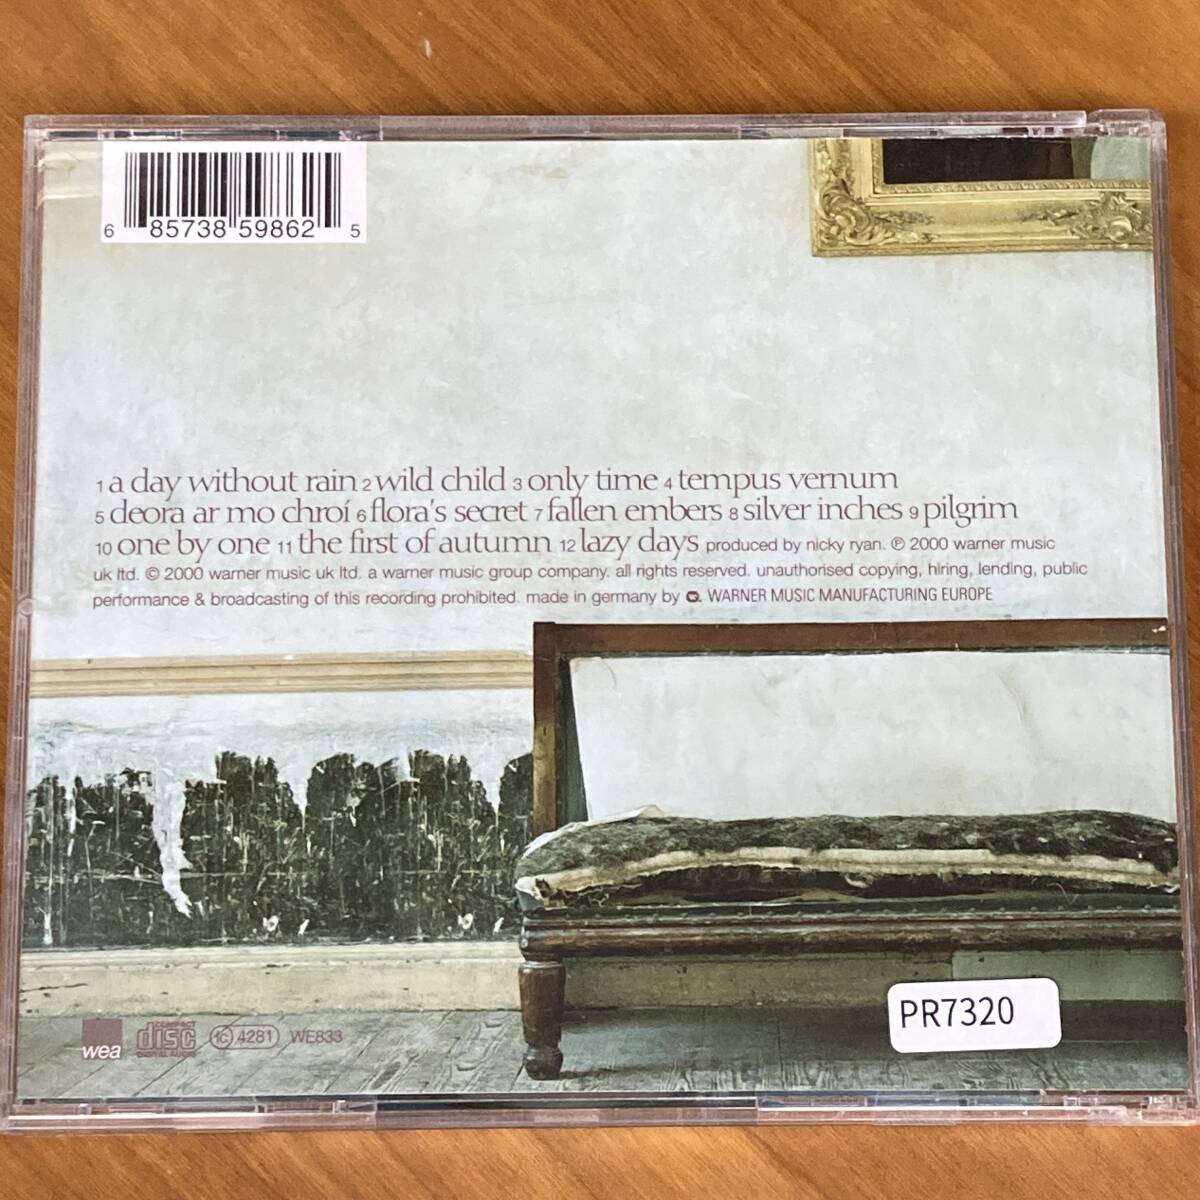 6 85738 59862 5
1 a day without rain 2 wild child 3 only time 4 tempus vernum
5 deora ar mo chroí 6 flora's secret 7 fallen embers 8 silver inches 9 pilgrim
10 one by one 11 the first of autumn 12 lazy days produced by nicky ryan. ℗ 2000 warner music
uk ltd. © 2000 warner music uk ltd. a warner music group company. all rights reserved. unauthorised copying, hiring, lending, public
performance & broadcasting of this recording prohibited. made in germany by WARNER MUSIC MANUFACTURING EUROPE
PR7320
wea COMPACT disc DIGITAL AUDIO LC 4281 WE833